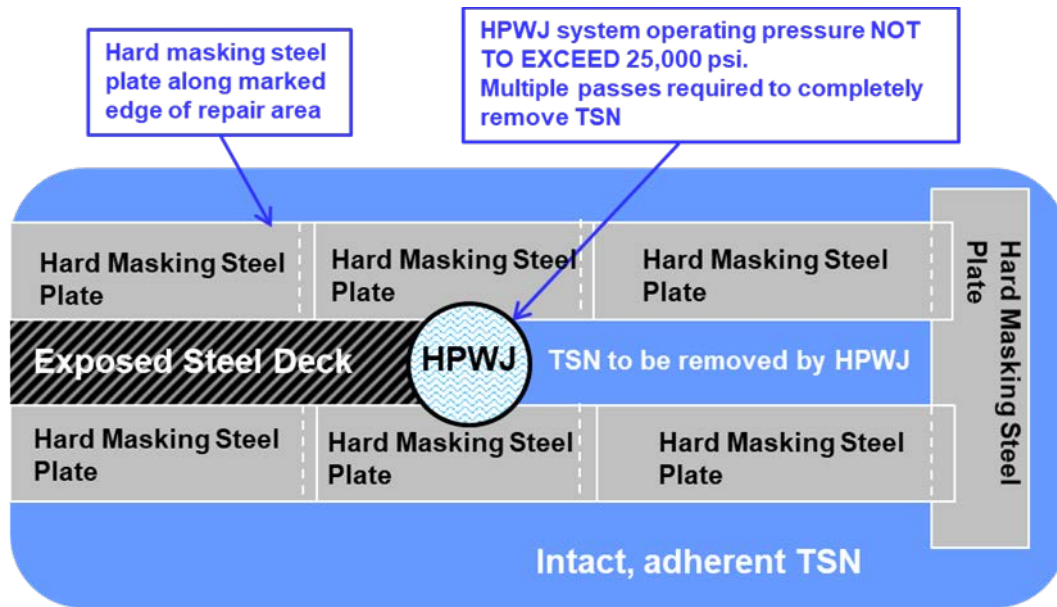 Hard masking steel
plate along marked
edge of repair area
HPWJ system operating pressure NOT
TO EXCEED 25,000 psi.
Multiple passes required to completely
remove TSN
Hard Masking Steel
Plate
Hard Masking Steel
Plate
Hard Masking Steel
Plate
Hard Masking Steel
Plate
Exposed Steel Deck
HPWJ
TSN to be removed by HPWJ
Hard Masking Steel
Plate
Hard Masking Steel
Plate
Hard Masking Steel
Plate
Intact, adherent TSN